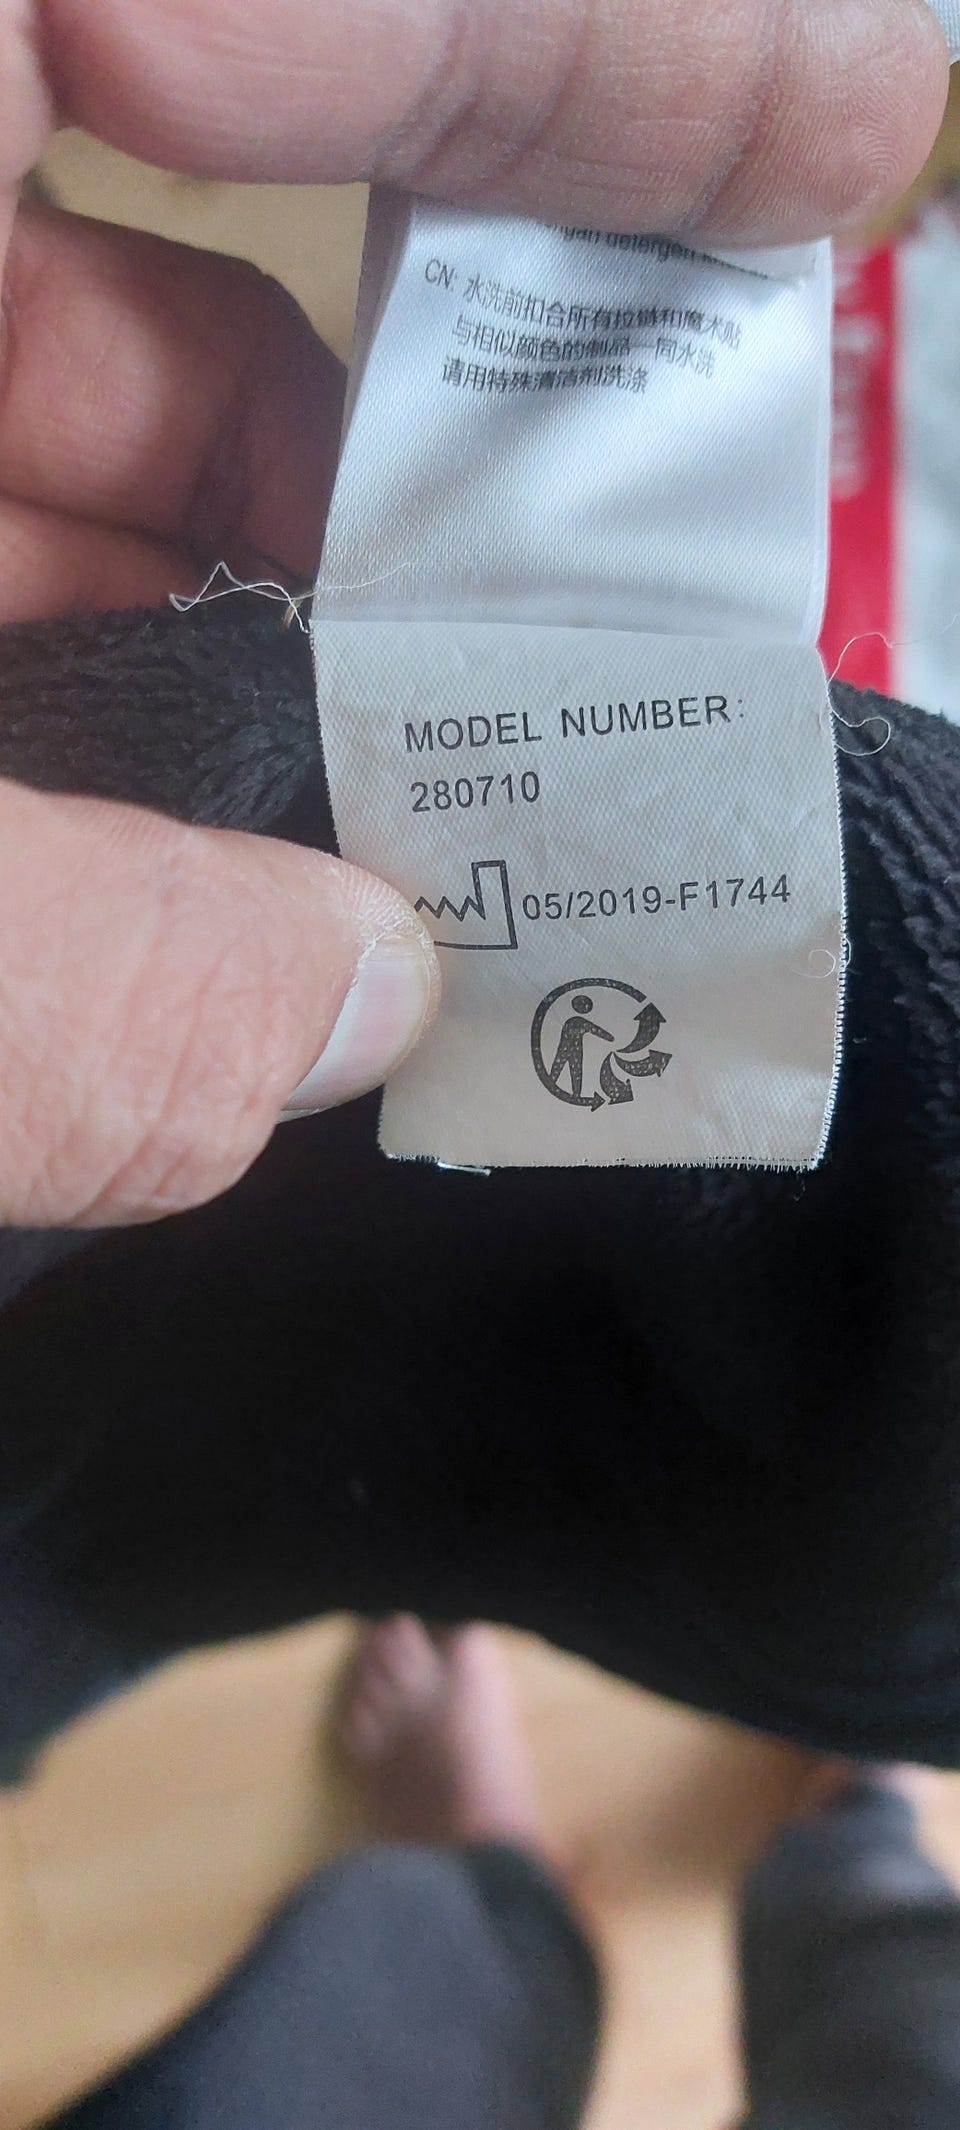 detergen
CN: 水洗前扣合所有拉链和魔术贴
与相似颜色的制品一同水洗
请用特殊清洁剂洗涤
MODEL NUMBER:
280710
05/2019-F1744